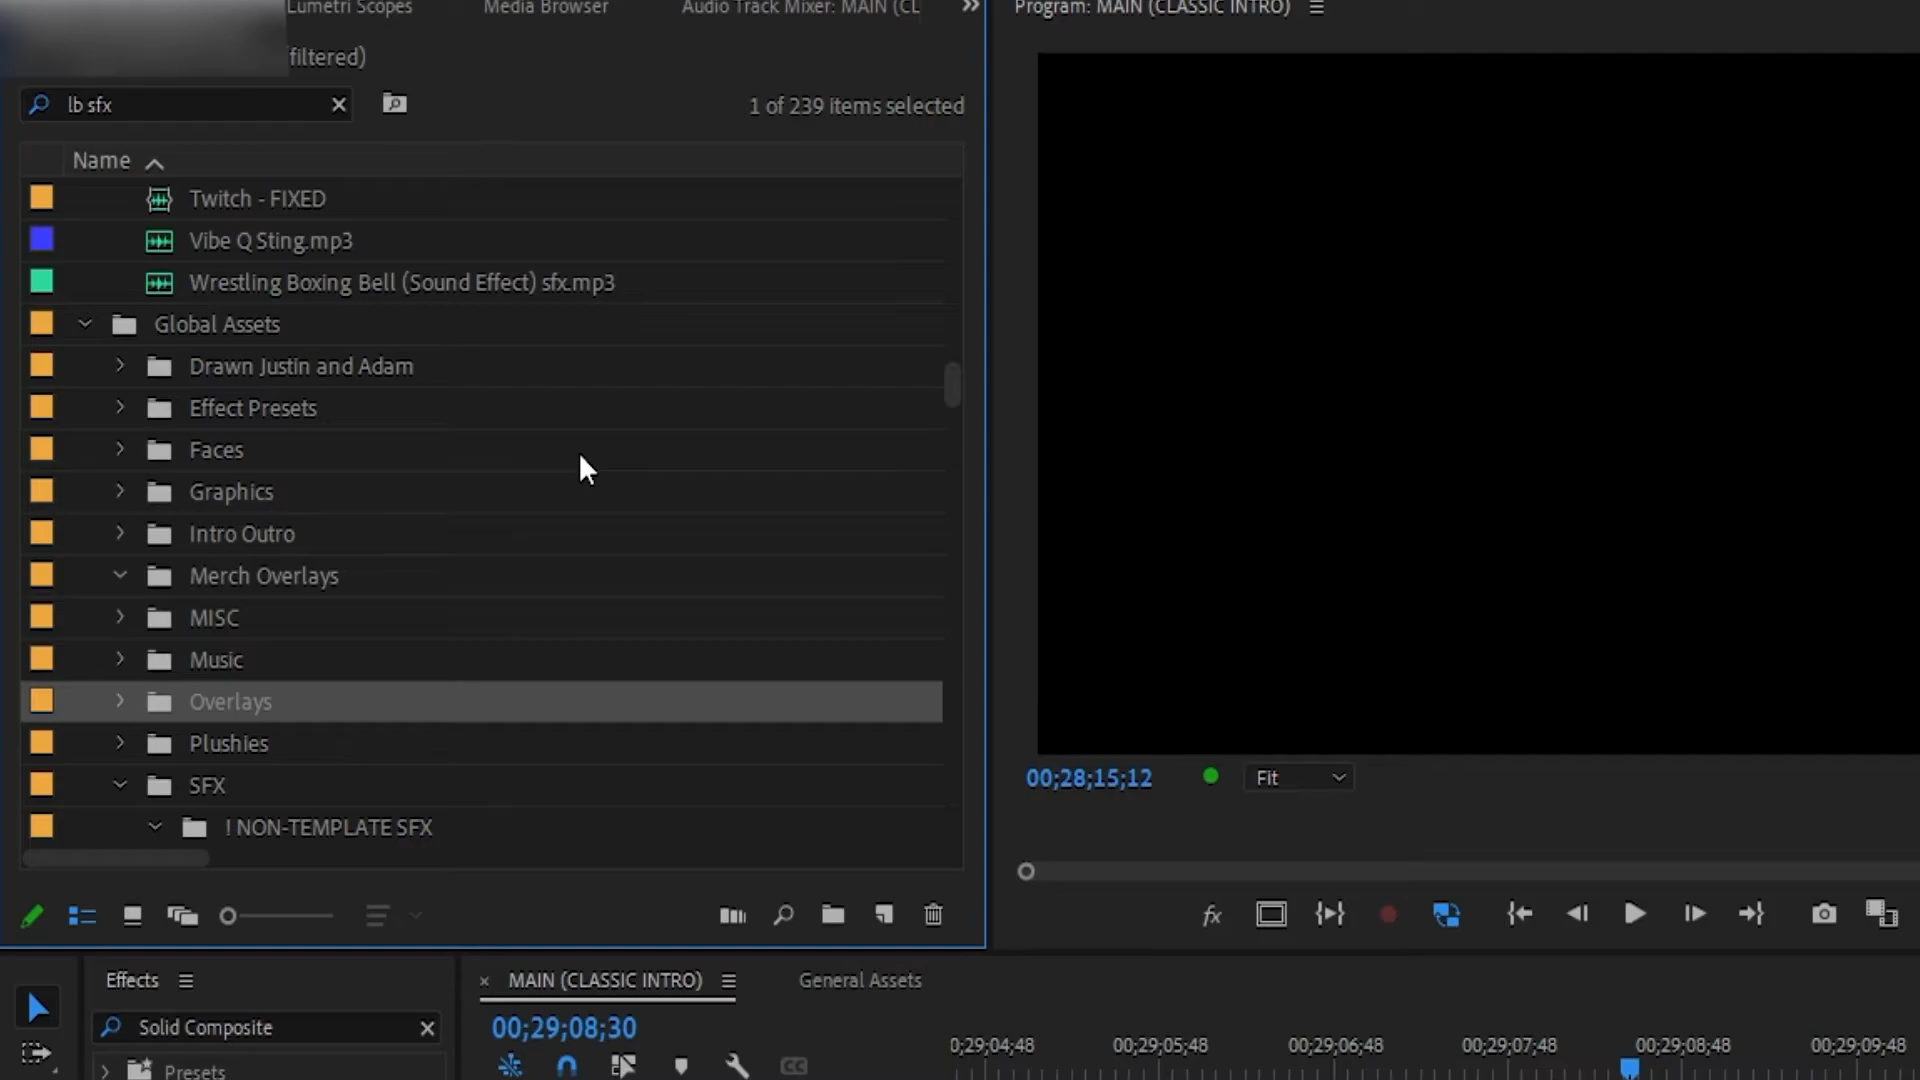 Lumetri Scopes
Media Browser
Audio Track Mixer: MAIN (CL
Program: MAIN (CLASSIC INTRO)
filtered)
lb sfx
1 of 239 items selected
Name
Twitch - FIXED
Vibe Q Sting.mp3
Wrestling Boxing Bell (Sound Effect) sfx.mp3
Global Assets
Drawn Justin and Adam
Effect Presets
Faces
Graphics
Intro Outro
Merch Overlays
MISC
Music
Overlays
Plushies
SFX
! NON-TEMPLATE SFX
00;28;15;12
Fit
fx
Effects
MAIN (CLASSIC INTRO)
General Assets
Solid Composite
00;29;08;30
0;29;04;48
00;29;05;48
00;29;06;48
00;29;07;48
00;29;08;48
00;29;09;48
CC
Presets